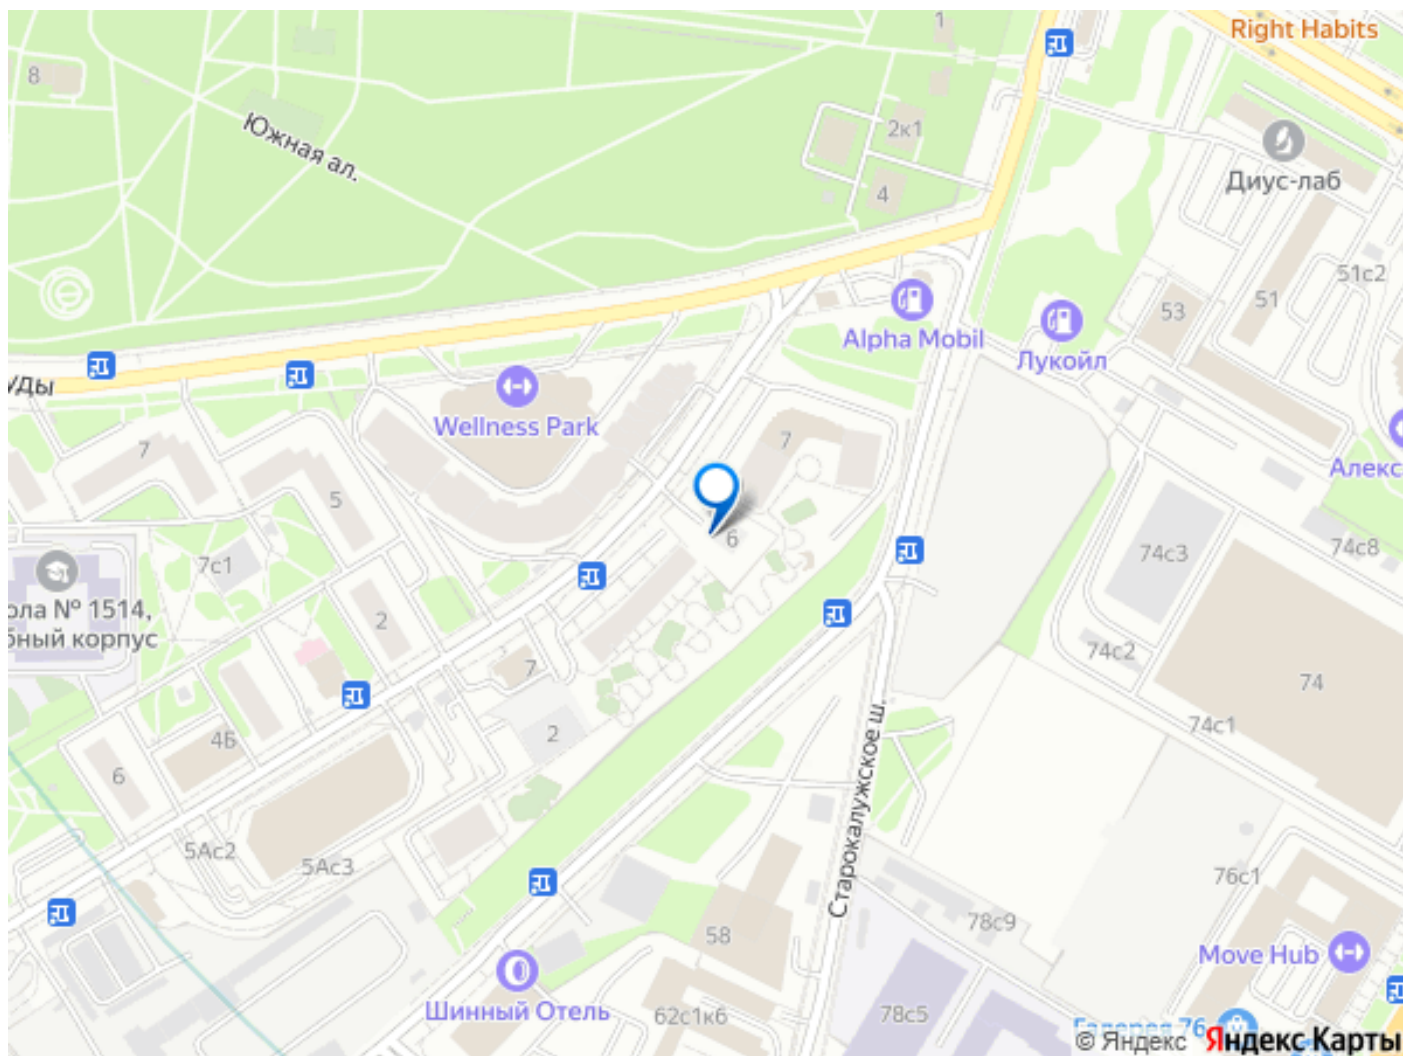 Right Habits
1
8
Южная ал.
2к1
4
Диус-лаб
51с2
51
53
Alpha Mobil
Лукойл
УДЫ
Wellness Park
7
7
Алекс
5
6
74с3
74с8
7с1
ола № 1514,
бный корпус
2
74с2
7
74
74с1
2
4Б
6
Старокалужское ш.
5Ас2
5Ас3
76с1
78с9
58
Move Hub
Шинный Отель
62с1к6
78с5
Галерея 76
© Яндекс Яндекс Карты